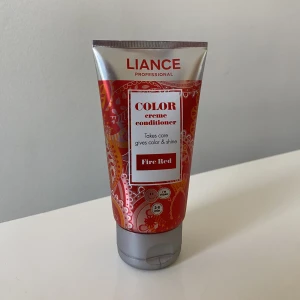 LIANCE
PROFESSIONAL
COLOR
creme
conditioner
Takes care
gives color & shine
Fire Red